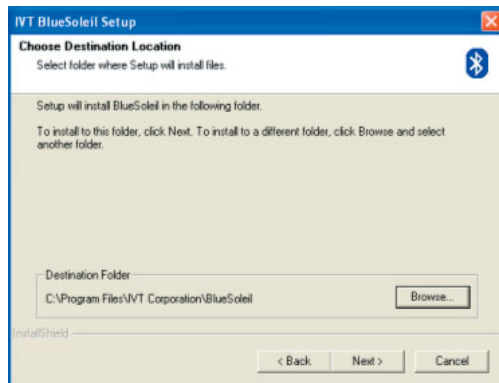 IVT BlueSoleil Setup
Choose Destination Location
Select folder where Setup will install files.
Setup will install BlueSoleil in the following folder.
To install to this folder, click Next. To install to a different folder, click Browse and select
another folder.
Destination Folder
C:\Program Files\IVT Corporation\BlueSoleil
Browse...
InstallShield
< Back
Next >
Cancel